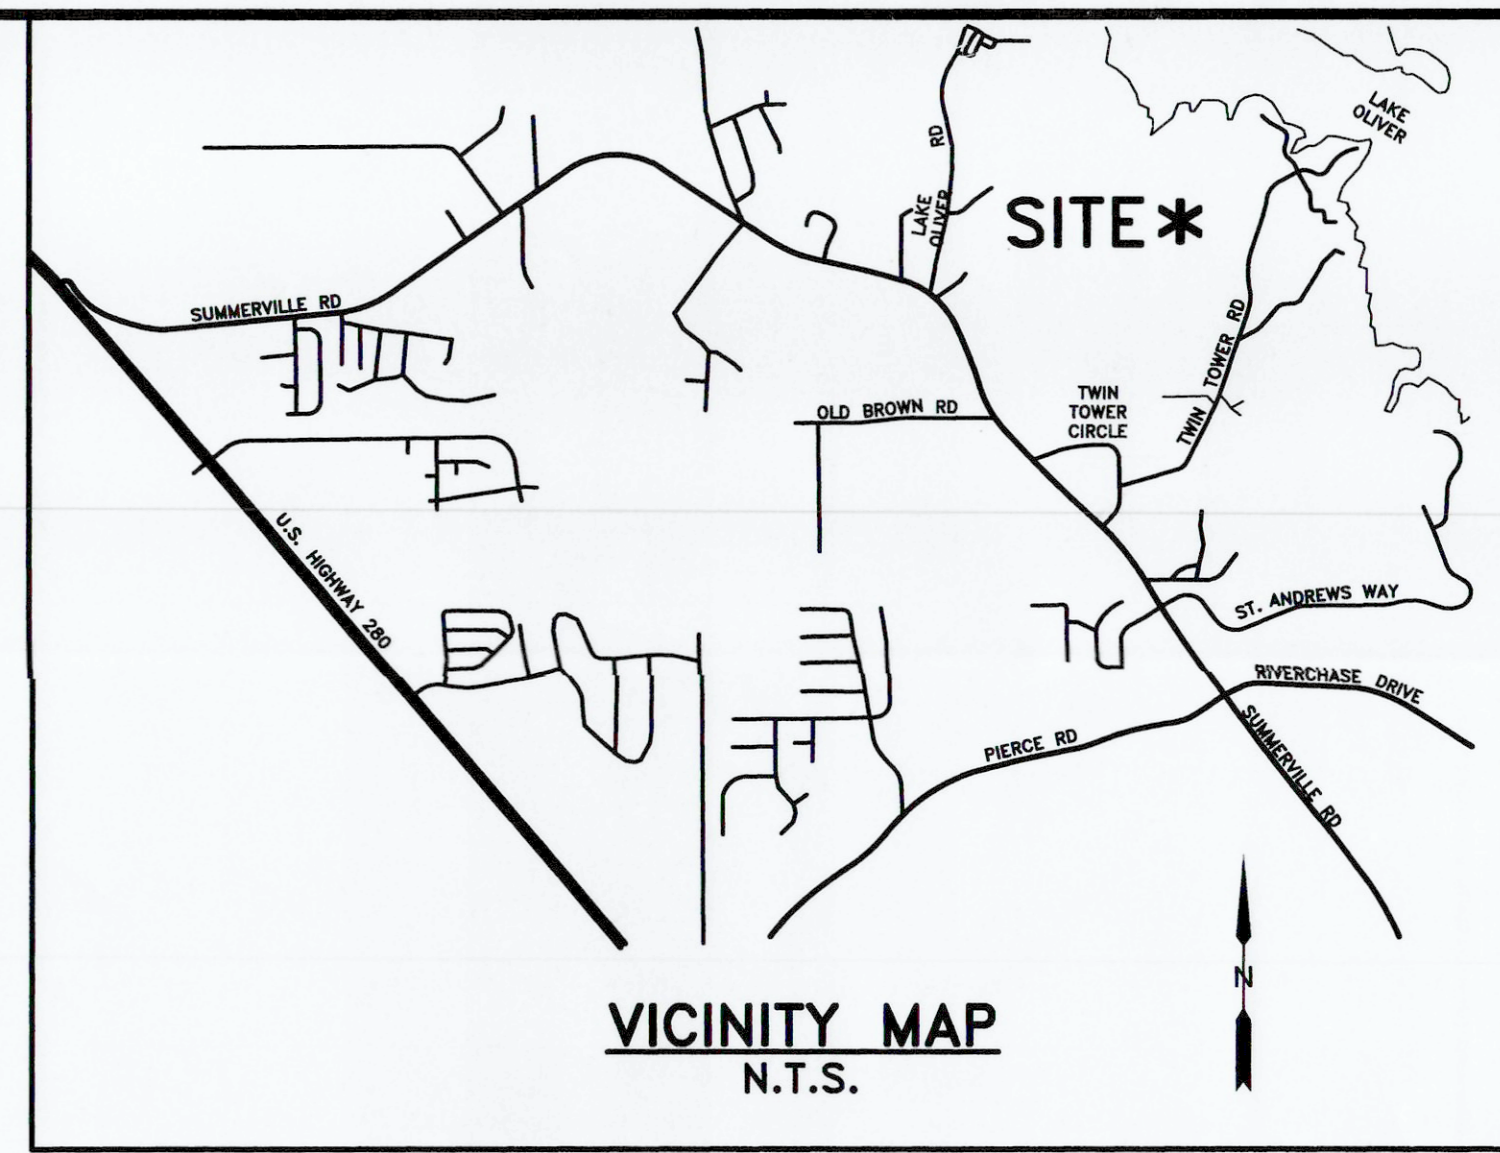 LAKE
OLIVER
LAKE
OLIVER RD
SITE*
SUMMERVILLE RD
TWIN TOWER RD
TWIN
TOWER
CIRCLE
OLD BROWN RD
U.S. HIGHWAY 280
ST. ANDREWS WAY
RIVERCHASE DRIVE
PIERCE RD
SUMMERVILLE RD
N
VICINITY MAP
N.T.S.